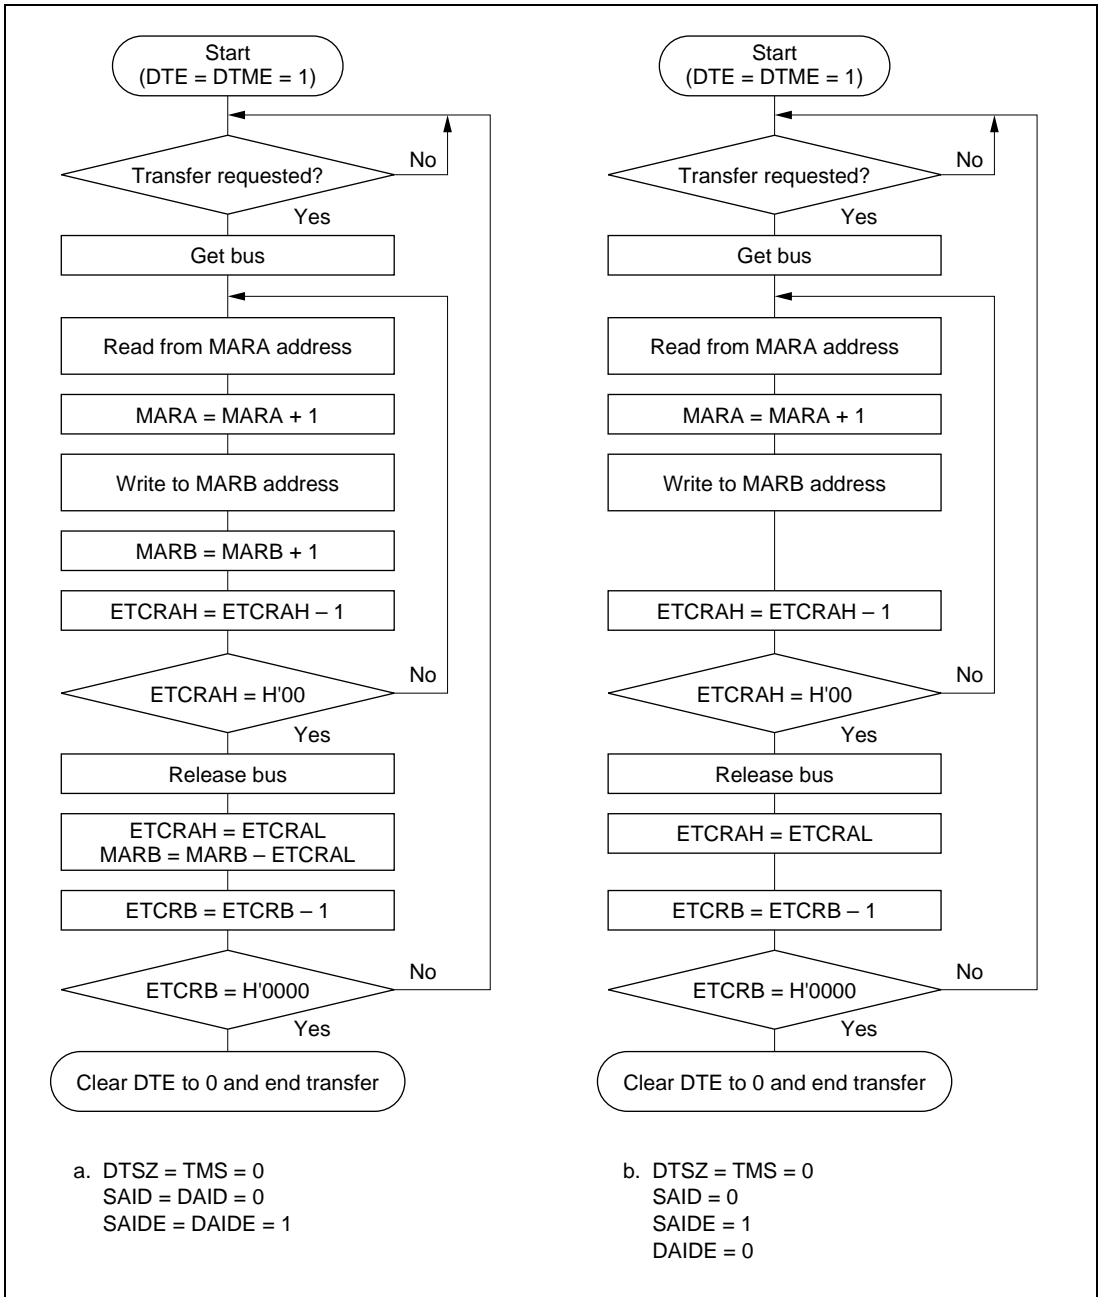 Start
(DTE = DTME = 1)
Transfer requested?
No
Yes
Get bus
Read from MARA address
MARA = MARA + 1
Write to MARB address
MARB = MARB + 1
ETCRAH = ETCRAH – 1
ETCRAH = H'00
No
Yes
Release bus
ETCRAH = ETCRAL
MARB = MARB – ETCRAL
ETCRB = ETCRB – 1
ETCRB = H'0000
No
Yes
Clear DTE to 0 and end transfer
a. DTSZ = TMS = 0
SAID = DAID = 0
SAIDE = DAIDE = 1
Start
(DTE = DTME = 1)
Transfer requested?
No
Yes
Get bus
Read from MARA address
MARA = MARA + 1
Write to MARB address
ETCRAH = ETCRAH – 1
ETCRAH = H'00
No
Yes
Release bus
ETCRAH = ETCRAL
ETCRB = ETCRB – 1
ETCRB = H'0000
No
Yes
Clear DTE to 0 and end transfer
b. DTSZ = TMS = 0
SAID = 0
SAIDE = 1
DAIDE = 0